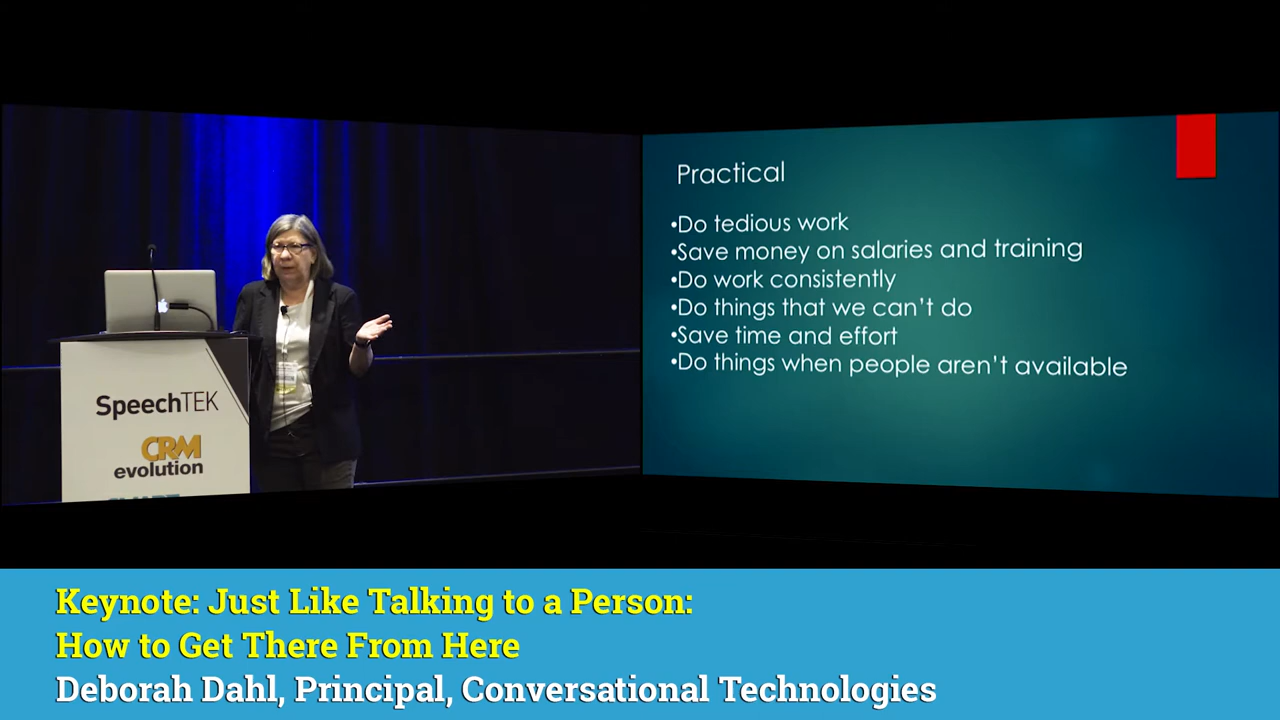 Practical
•Do tedious work
•Save money on salaries and training
•Do work consistently
•Do things that we can't do
•Save time and effort
•Do things when people aren't available
SpeechTEK
CRM
evolution
Keynote: Just Like Talking to a Person:
How to Get There From Here
Deborah Dahl, Principal, Conversational Technologies